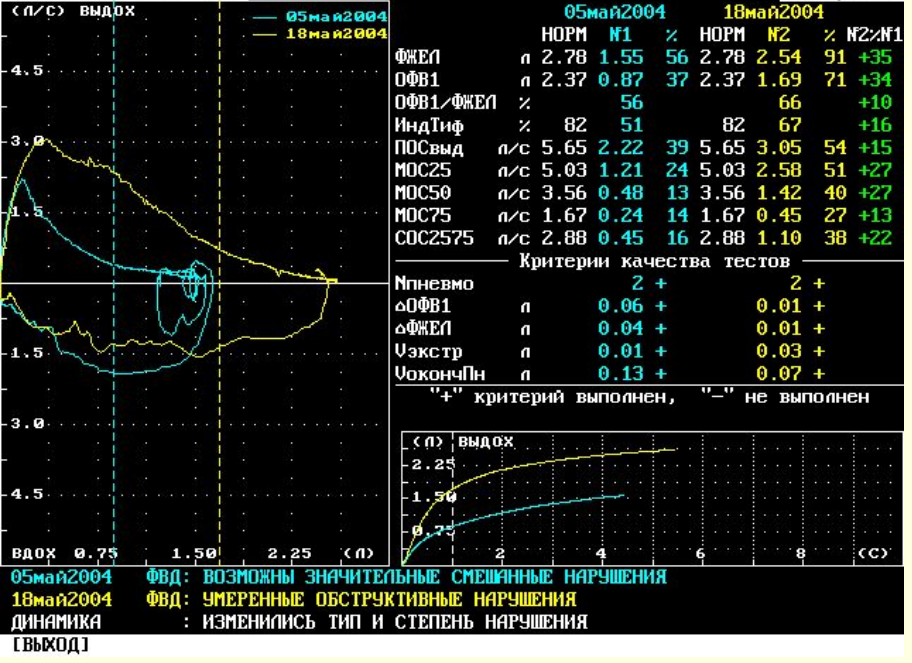 (Л/С) ВЫДОХ
05май2004
18май2004
4.5
3.0
1.5
1.5
3.0
4.5
ВДОХ 0.75 1.50 2.25 (Л)
05май2004 18май2004
НОРМ №1 % НОРМ №2 % №2%№1
ФЖЕЛ л 2.78 1.55 56 2.78 2.54 91 +35
ОФВ1 л 2.37 0.87 37 2.37 1.69 71 +34
ОФВ1/ФЖЕЛ % 56 66 +10
ИндТиф % 82 51 82 67 +16
ПОСвыд л/с 5.65 2.22 39 5.65 3.05 54 +15
МОС25 л/с 5.03 1.21 24 5.03 2.58 51 +27
МОС50 л/с 3.56 0.48 13 3.56 1.42 40 +27
МОС75 л/с 1.67 0.24 14 1.67 0.45 27 +13
СОС2575 л/с 2.88 0.45 16 2.88 1.10 38 +22
Критерии качества тестов
Nпневмо 2 + 2 +
△ОФВ1 л 0.06 + 0.01 +
△ФЖЕЛ л 0.04 + 0.01 +
Vэкстр л 0.01 + 0.03 +
VокончПн л 0.13 + 0.07 +
"+" критерий выполнен, "—" не выполнен
(Л) ВЫДОХ
2.25
1.50
0.75
2 4 6 8 (С)
05май2004 ФВД: ВОЗМОЖНЫ ЗНАЧИТЕЛЬНЫЕ СМЕШАННЫЕ НАРУШЕНИЯ
18май2004 ФВД: УМЕРЕННЫЕ ОБСТРУКТИВНЫЕ НАРУШЕНИЯ
ДИНАМИКА : ИЗМЕНИЛИСЬ ТИП И СТЕПЕНЬ НАРУШЕНИЯ
[ВЫХОД]